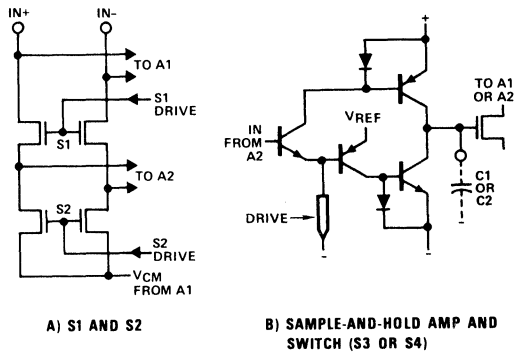 IN+ IN-
TO A1
S1
DRIVE
S1
TO A2
S2
S2
DRIVE
VCM
FROM A1
A) S1 AND S2
+
TO A1
OR A2
VREF
IN
FROM
A2
C1
OR
C2
DRIVE
-
-
-
B) SAMPLE-AND-HOLD AMP AND
SWITCH (S3 OR S4)